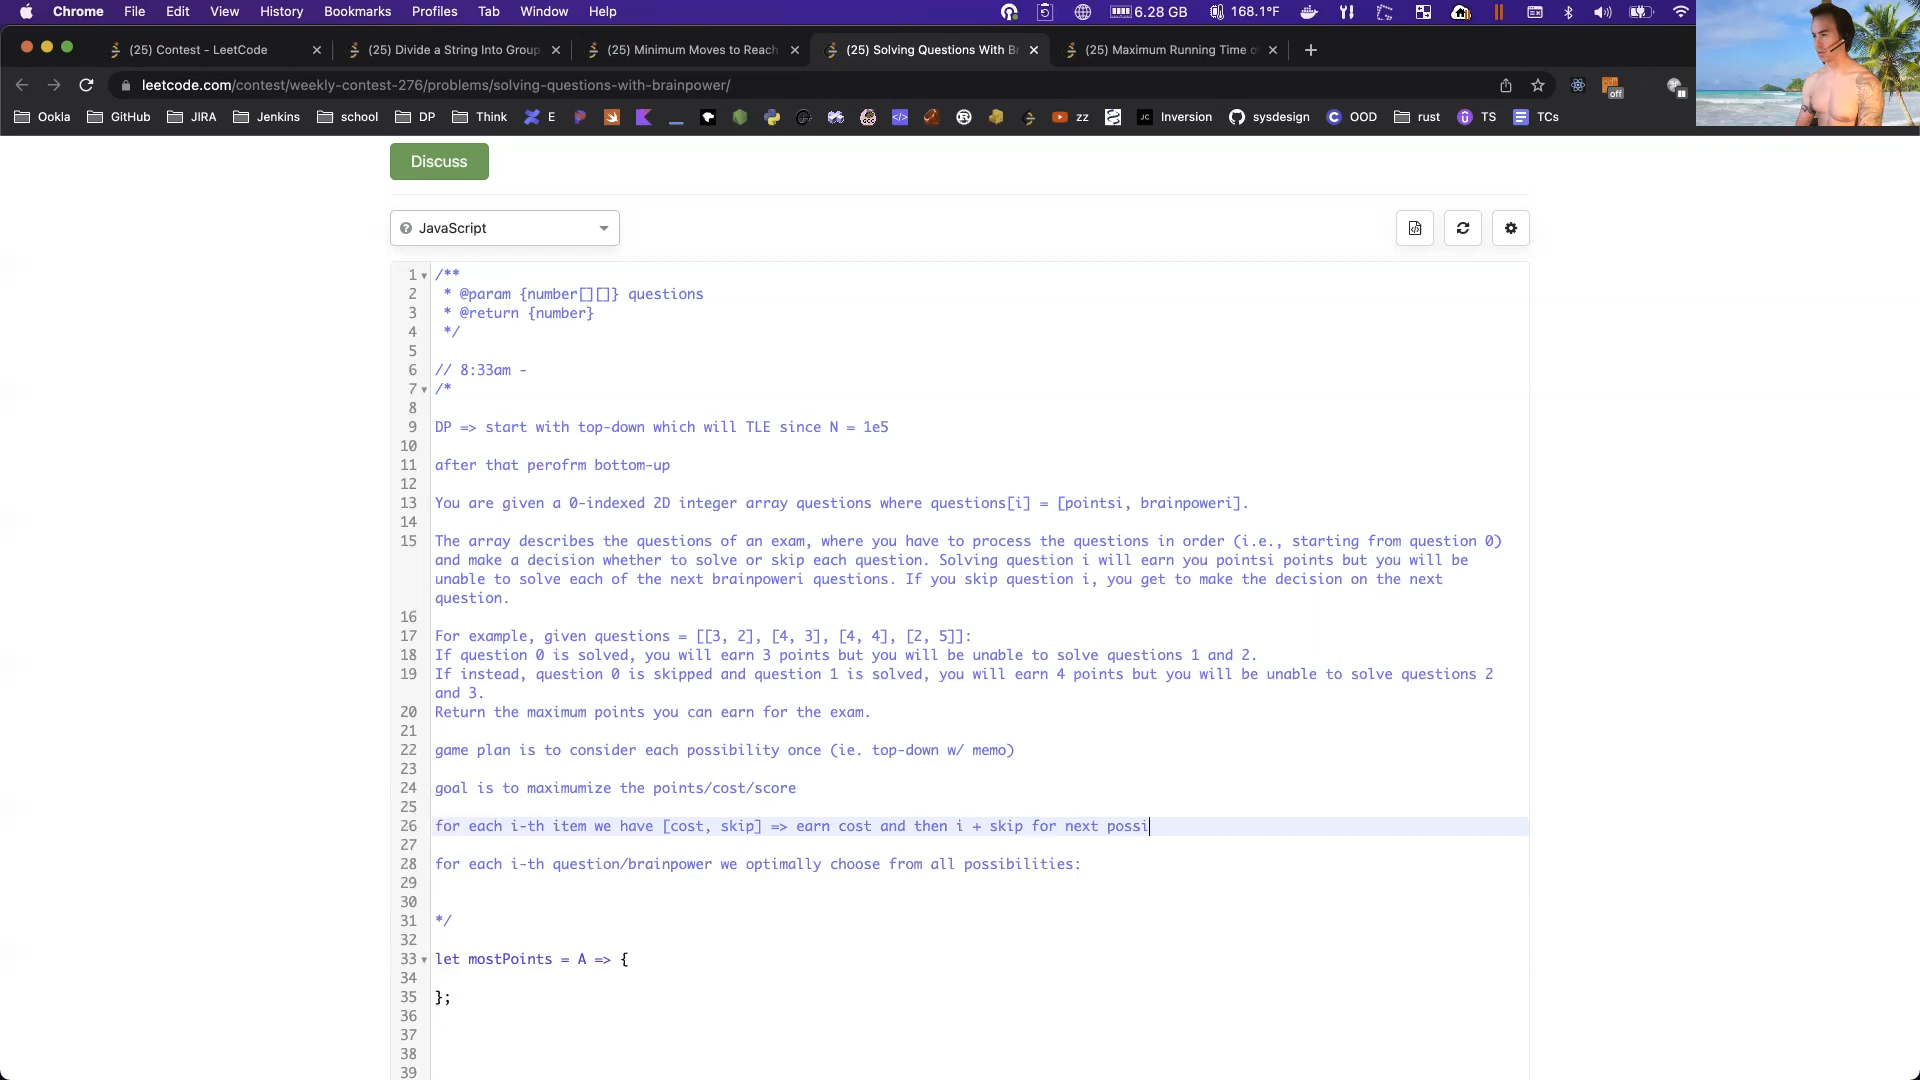 Chrome File Edit View History Bookmarks Profiles Tab Window Help 6.28 GB 168.1°F
(25) Contest - LeetCode (25) Divide a String Into Group (25) Minimum Moves to Reach (25) Solving Questions With Br (25) Maximum Running Time o
leetcode.com/contest/weekly-contest-276/problems/solving-questions-with-brainpower/ off
Ookla GitHub JIRA Jenkins school DP Think E zz JC Inversion sysdesign C OOD rust TS TCs
Discuss
JavaScript
1 /**
2 * @param {number[][]} questions
3 * @return {number}
4 */
5
6 // 8:33am -
7 /*
8
9 DP => start with top-down which will TLE since N = 1e5
10
11 after that perofrm bottom-up
12
13 You are given a 0-indexed 2D integer array questions where questions[i] = [pointsi, brainpoweri].
14
15 The array describes the questions of an exam, where you have to process the questions in order (i.e., starting from question 0)
and make a decision whether to solve or skip each question. Solving question i will earn you pointsi points but you will be
unable to solve each of the next brainpoweri questions. If you skip question i, you get to make the decision on the next
question.
16
17 For example, given questions = [[3, 2], [4, 3], [4, 4], [2, 5]]:
18 If question 0 is solved, you will earn 3 points but you will be unable to solve questions 1 and 2.
19 If instead, question 0 is skipped and question 1 is solved, you will earn 4 points but you will be unable to solve questions 2
and 3.
20 Return the maximum points you can earn for the exam.
21
22 game plan is to consider each possibility once (ie. top-down w/ memo)
23
24 goal is to maximumize the points/cost/score
25
26 for each i-th item we have [cost, skip] => earn cost and then i + skip for next possi
27
28 for each i-th question/brainpower we optimally choose from all possibilities:
29
30
31 */
32
33 let mostPoints = A => {
34
35 };
36
37
38
39